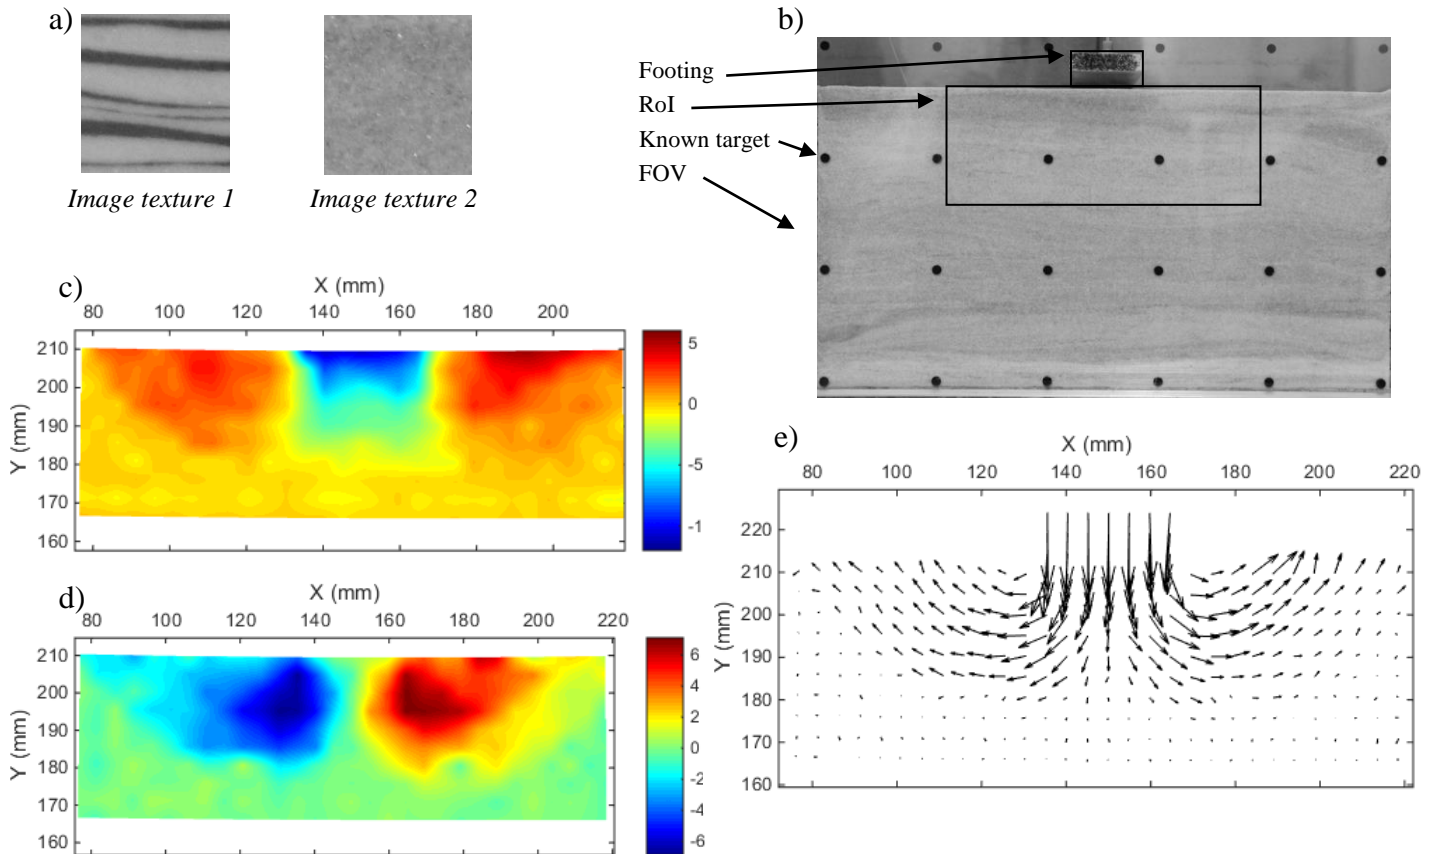 a)
Image texture 1
Image texture 2
b)
Footing
RoI
Known target
FOV
c)
X (mm)
80 100 120 140 160 180 200
Y (mm)
210
200
190
180
170
160
5
0
-5
-1
d)
X (mm)
80 100 120 140 160 180 200 220
Y (mm)
210
200
190
180
170
160
6
4
2
0
-2
-4
-6
e)
X (mm)
80 100 120 140 160 180 200 220
Y (mm)
220
210
200
190
180
170
160